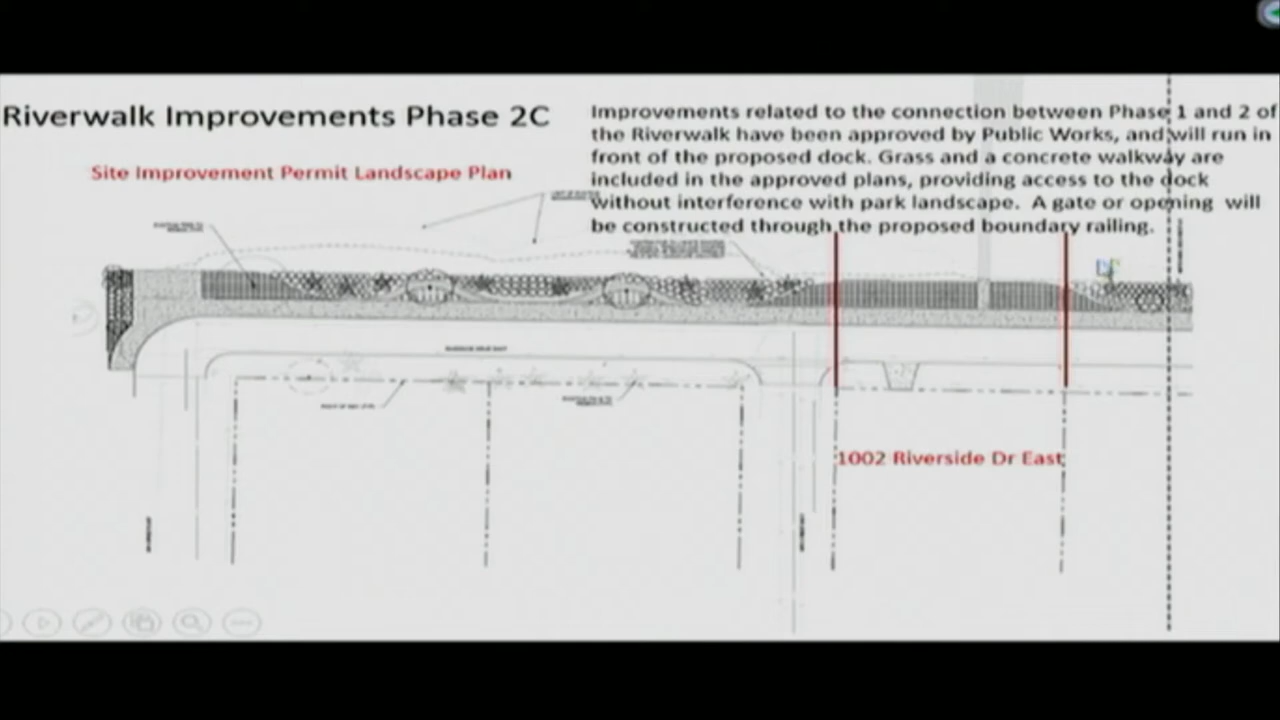 Riverwalk Improvements Phase 2C
Site Improvement Permit Landscape Plan
Improvements related to the connection between Phase 1 and 2 of
the Riverwalk have been approved by Public Works, and will run in
front of the proposed dock. Grass and a concrete walkway are
included in the approved plans, providing access to the dock
without interference with park landscape. A gate or opening will
be constructed through the proposed boundary railing.
1002 Riverside Dr East